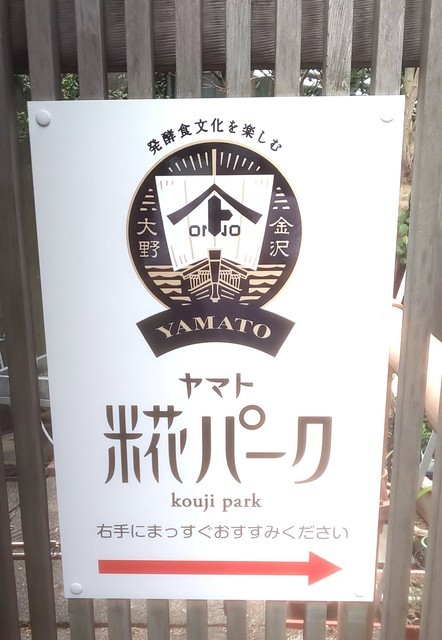 発酵食文化を楽しむ
金沢
大野
ONO
YAMATO
ヤマト
糀パーク
kouji park
右手にまっすぐおすすみください